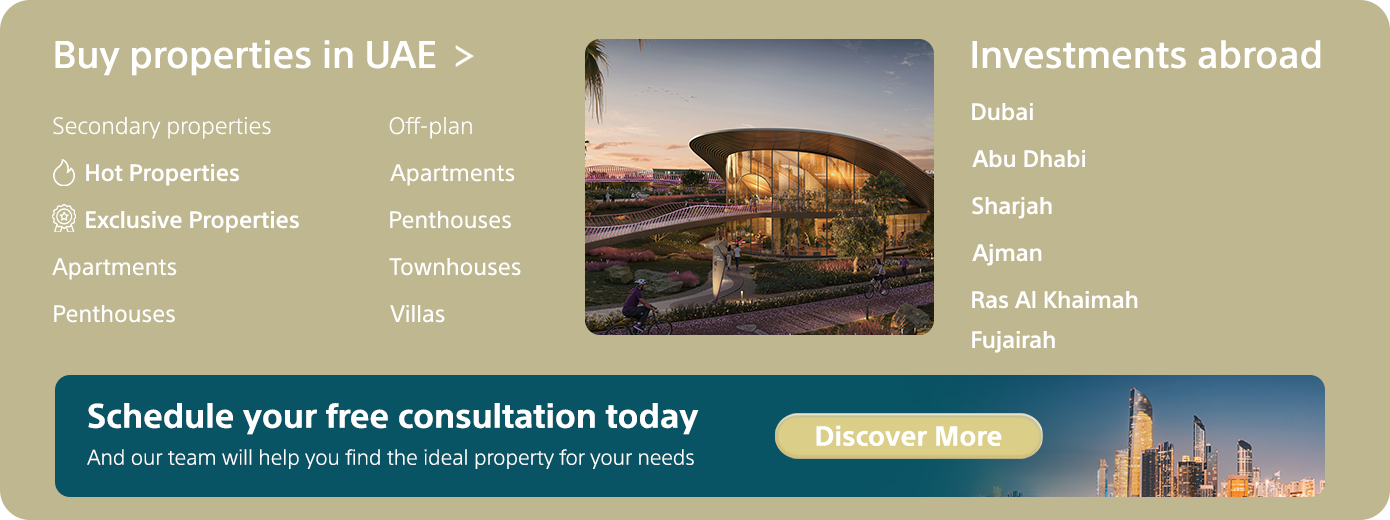 Buy properties in UAE >
Secondary properties
Hot Properties
Exclusive Properties
Apartments
Penthouses
Off-plan
Apartments
Penthouses
Townhouses
Villas
Investments abroad
Dubai
Abu Dhabi
Sharjah
Ajman
Ras Al Khaimah
Fujairah
Schedule your free consultation today
And our team will help you find the ideal property for your needs
Discover More